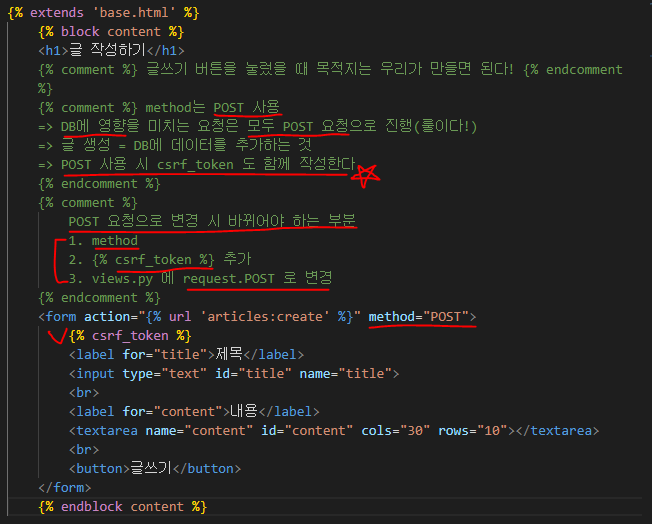 {% extends 'base.html' %}
{% block content %}
<h1>글 작성하기</h1>
{% comment %} 글쓰기 버튼을 눌렀을 때 목적지는 우리가 만들면 된다! {% endcomment
%}
{% comment %} method는 POST 사용
=> DB에 영향을 미치는 요청은 모두 POST 요청으로 진행(룰이다!)
=> 글 생성 = DB에 데이터를 추가하는 것
=> POST 사용 시 csrf_token 도 함께 작성한다
{% endcomment %}
{% comment %}
POST 요청으로 변경 시 바뀌어야 하는 부분
1. method
2. {% csrf_token %} 추가
3. views.py 에 request.POST 로 변경
{% endcomment %}
<form action="{% url 'articles:create' %}" method="POST">
{% csrf_token %}
<label for="title">제목</label>
<input type="text" id="title" name="title">
<br>
<label for="content">내용</label>
<textarea name="content" id="content" cols="30" rows="10"></textarea>
<br>
<button>글쓰기</button>
</form>
{% endblock content %}